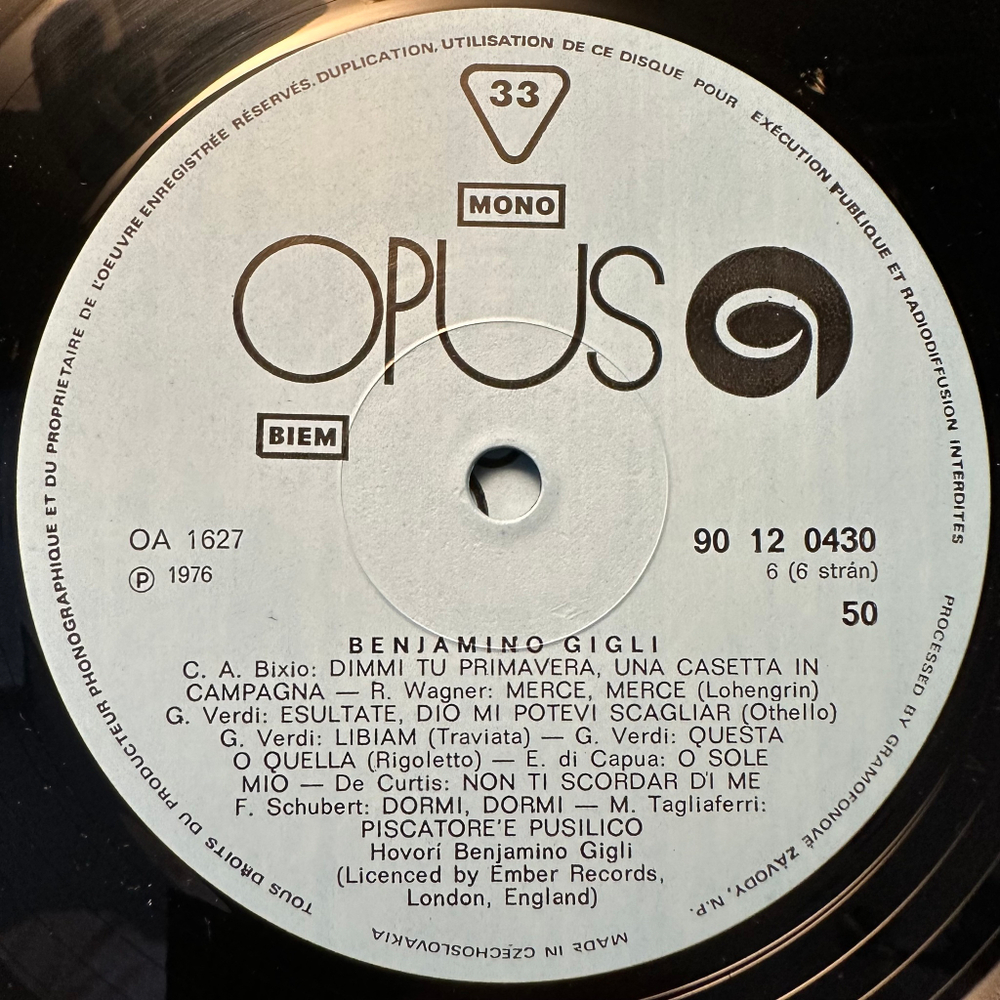 TOUS DROITS DU PRODUCTEUR PHONOGRAPHIQUE ET DU PROPRIETAIRE DE L'OEUVRE ENREGISTRÉE RÉSERVÉS. DUPLICATION, UTILISATION DE CE DISQUE POUR EXÉCUTION PUBLIQUE ET RADIODIFFUSION INTERDITES
33
MONO
OPUS
BIEM
OA 1627
90 12 0430
Ⓟ 1976
6 (6 strán)
50
BENJAMINO GIGLI
C. A. Bixio: DIMMI TU PRIMAVERA, UNA CASETTA IN
CAMPAGNA — R. Wagner: MERCE, MERCE (Lohengrin)
G. Verdi: ESULTATE, DIO MI POTEVI SCAGLIAR (Othello)
G. Verdi: LIBIAM (Traviata) — G. Verdi: QUESTA
O QUELLA (Rigoletto) — E. di Capua: O SOLE
MIO — De Curtis: NON TI SCORDAR D'I ME
F. Schubert: DORMI, DORMI — M. Tagliaferri:
PISCATORE'E PUSILICO
Hovorí Benjamino Gigli
(Licenced by Ember Records,
London, England)
PROCESSED BY GRAMOFONOVÉ ZÁVODY, N.P.
MADE IN CZECHOSLOVAKIA